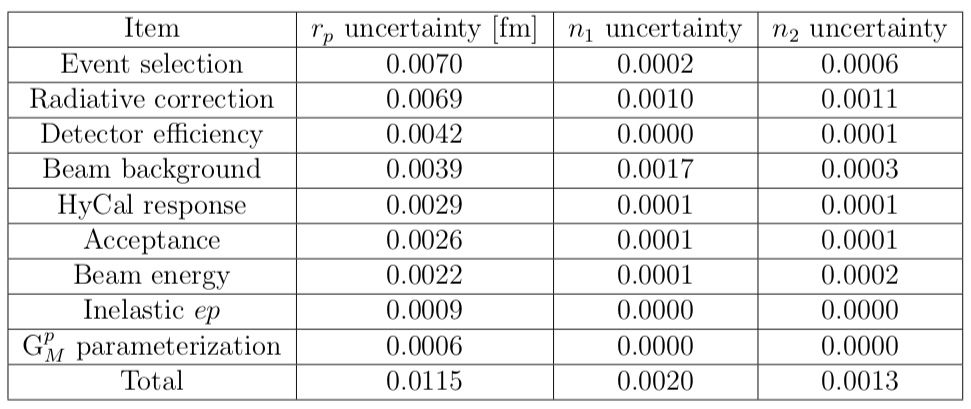 Item r_p uncertainty [fm] n_1 uncertainty n_2 uncertainty
Event selection 0.0070 0.0002 0.0006
Radiative correction 0.0069 0.0010 0.0011
Detector efficiency 0.0042 0.0000 0.0001
Beam background 0.0039 0.0017 0.0003
HyCal response 0.0029 0.0001 0.0001
Acceptance 0.0026 0.0001 0.0001
Beam energy 0.0022 0.0001 0.0002
Inelastic ep 0.0009 0.0000 0.0000
G_M^p parameterization 0.0006 0.0000 0.0000
Total 0.0115 0.0020 0.0013